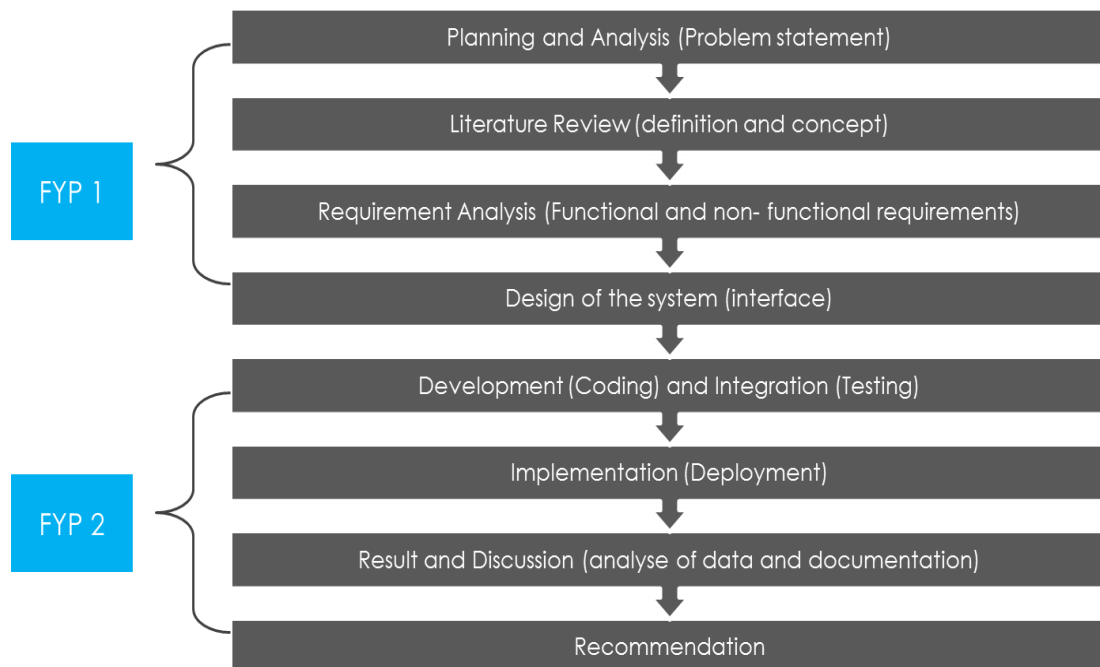 Planning and Analysis (Problem statement)
Literature Review (definition and concept)
FYP 1
Requirement Analysis (Functional and non- functional requirements)
Design of the system (interface)
Development (Coding) and Integration (Testing)
Implementation (Deployment)
FYP 2
Result and Discussion (analyse of data and documentation)
Recommendation